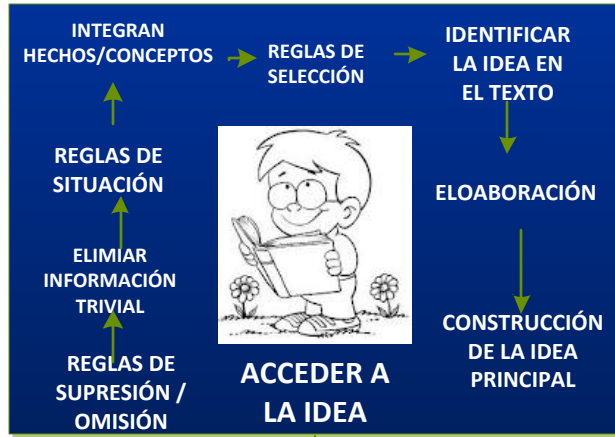 INTEGRAN
HECHOS/CONCEPTOS
REGLAS DE
SELECCIÓN
IDENTIFICAR
LA IDEA EN
EL TEXTO
REGLAS DE
SITUACIÓN
ELOABORACIÓN
ELIMIAR
INFORMACIÓN
TRIVIAL
CONSTRUCCIÓN
DE LA IDEA
PRINCIPAL
REGLAS DE
SUPRESIÓN /
OMISIÓN
ACCEDER A
LA IDEA